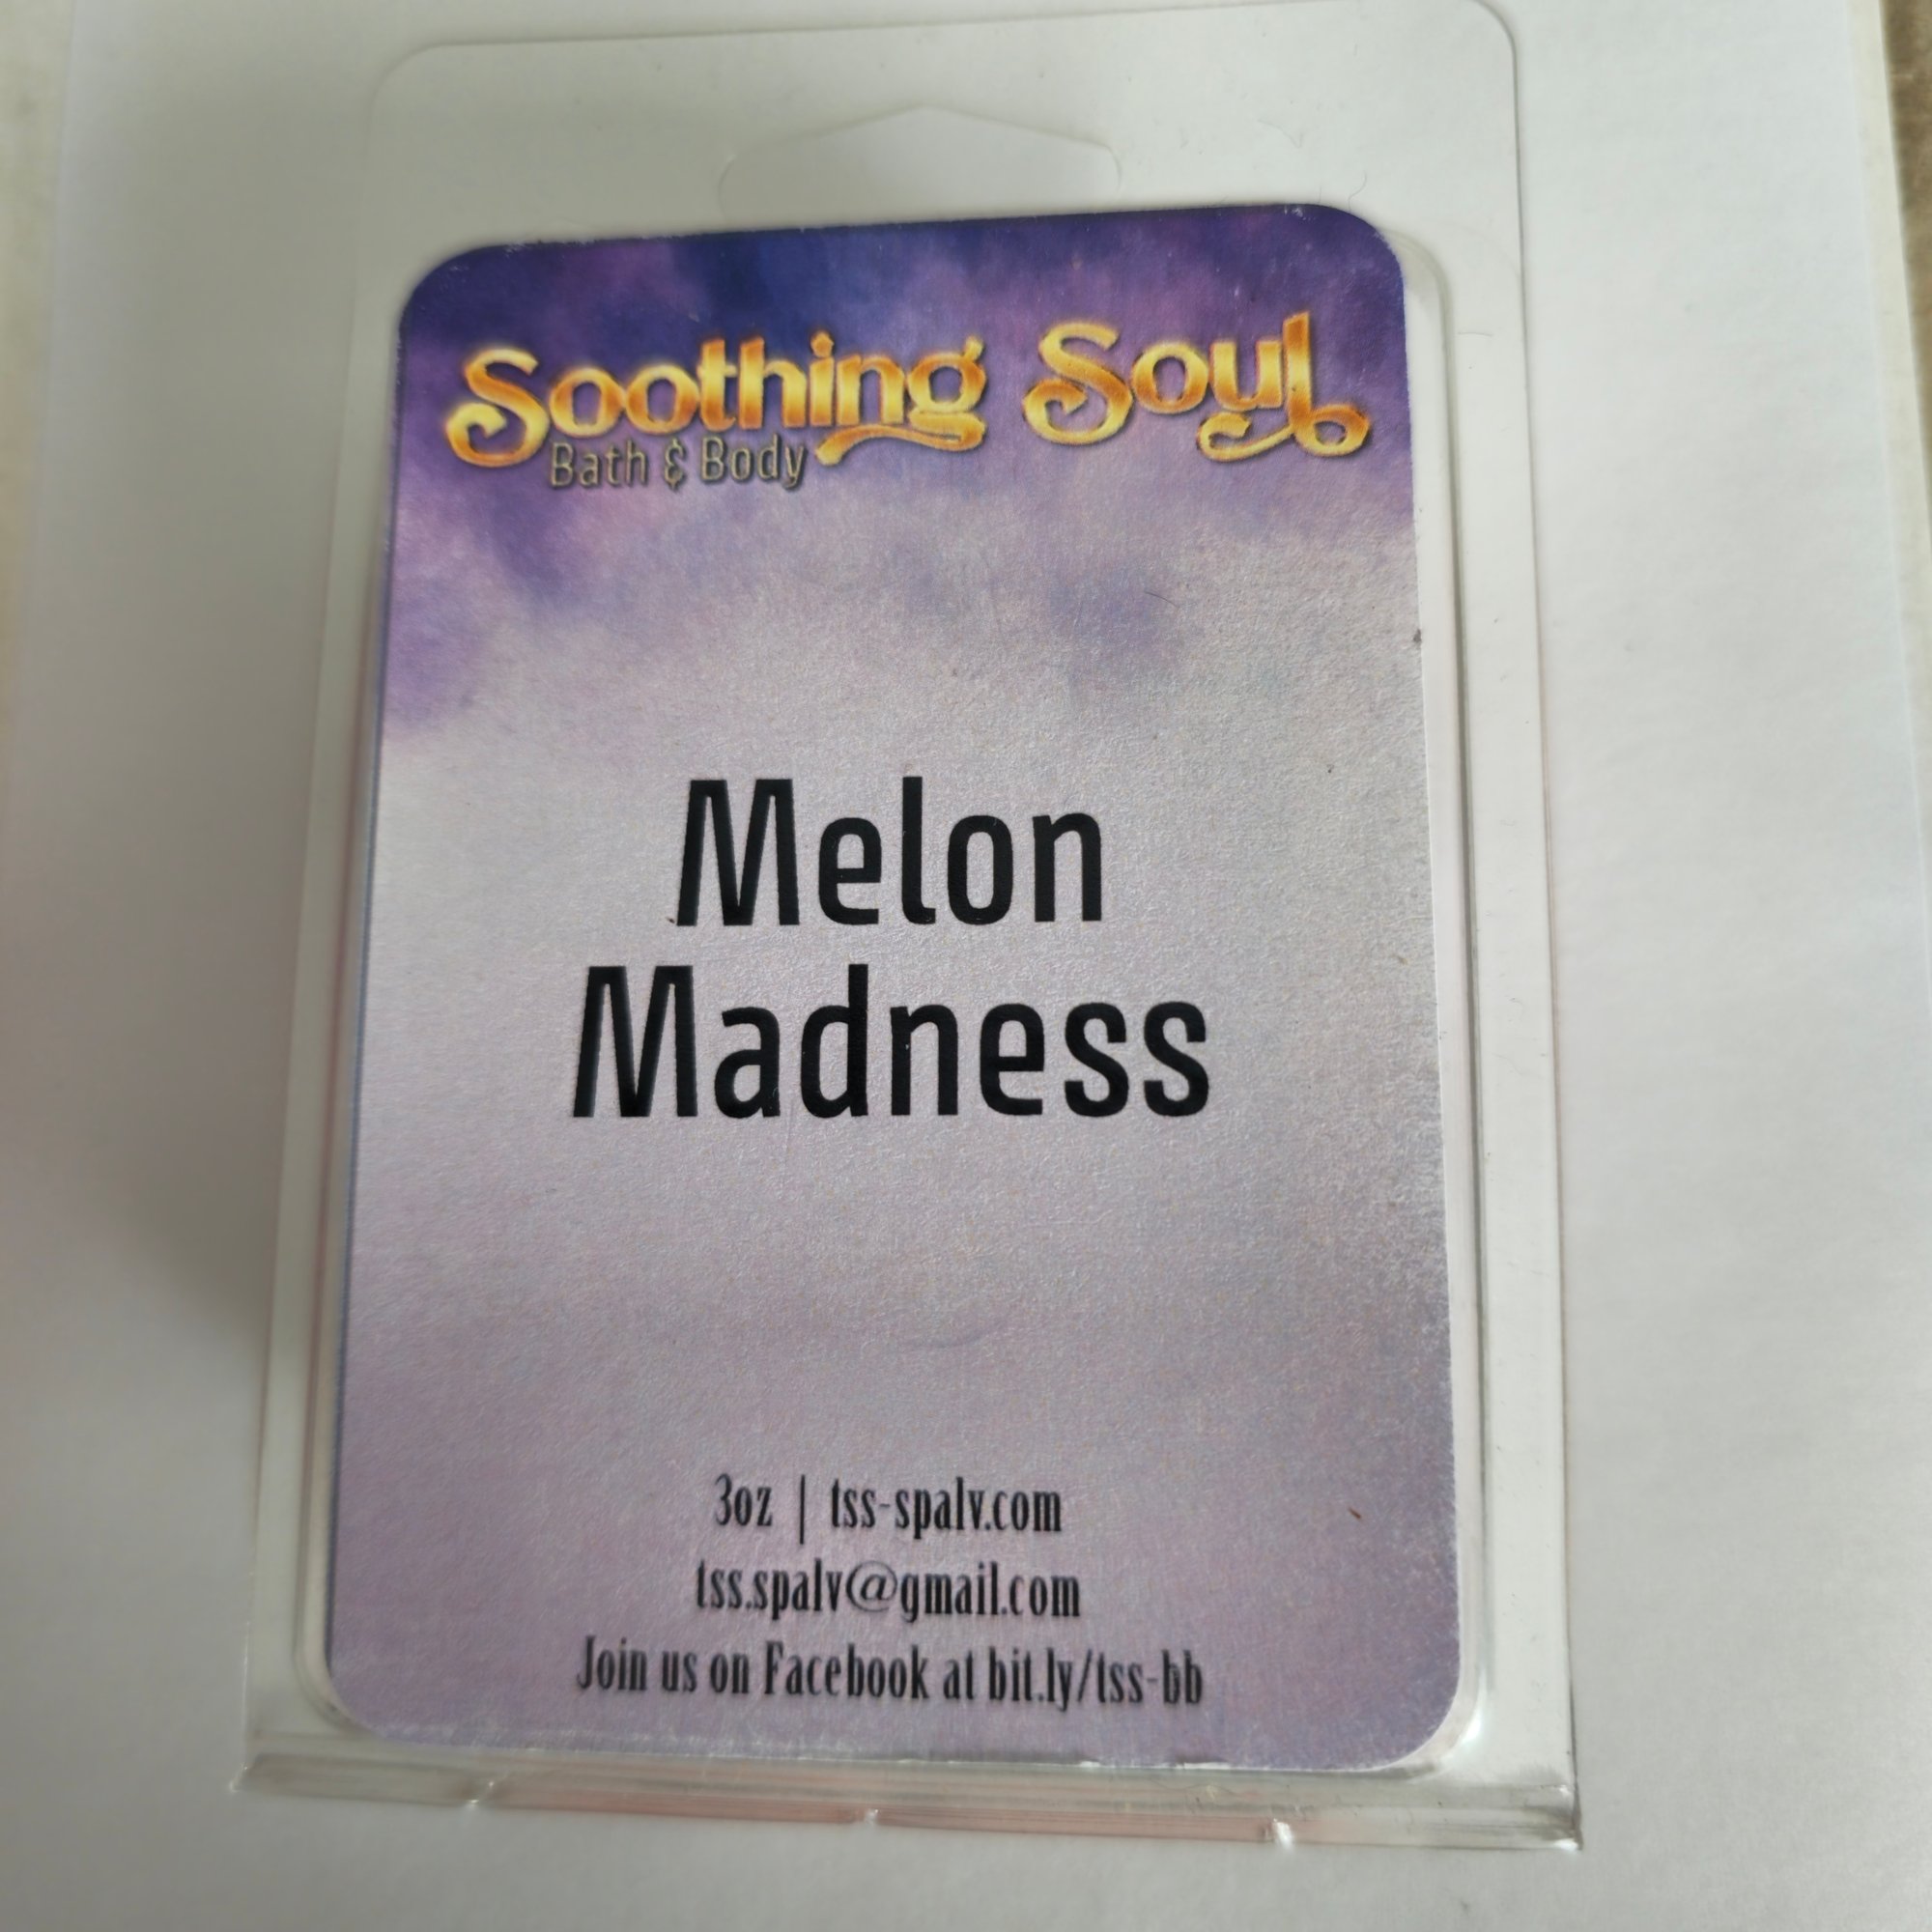 Soothing Soul
Bath & Body
Melon
Madness
3oz | tss-spalv.com
tss.spalv@gmail.com
Join us on Facebook at bit.ly/tss-bb